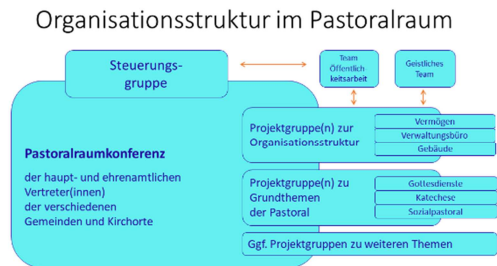 Organisationsstruktur im Pastoralraum
Steuerungs-
gruppe
Team
Öffentlich
keitsarbeit
Geistliches
Team
Pastoralraumkonferenz
der haupt- und ehrenamtlichen
Vertreter(innen)
der verschiedenen
Gemeinden und Kirchorte
Projektgruppe(n) zur
Organisationsstruktur
Vermögen
Verwaltungsbüro
Gebäude
Projektgruppe(n) zu
Grundthemen
der Pastoral
Gottesdienste
Katechese
Sozialpastoral
Ggf. Projektgruppen zu weiteren Themen